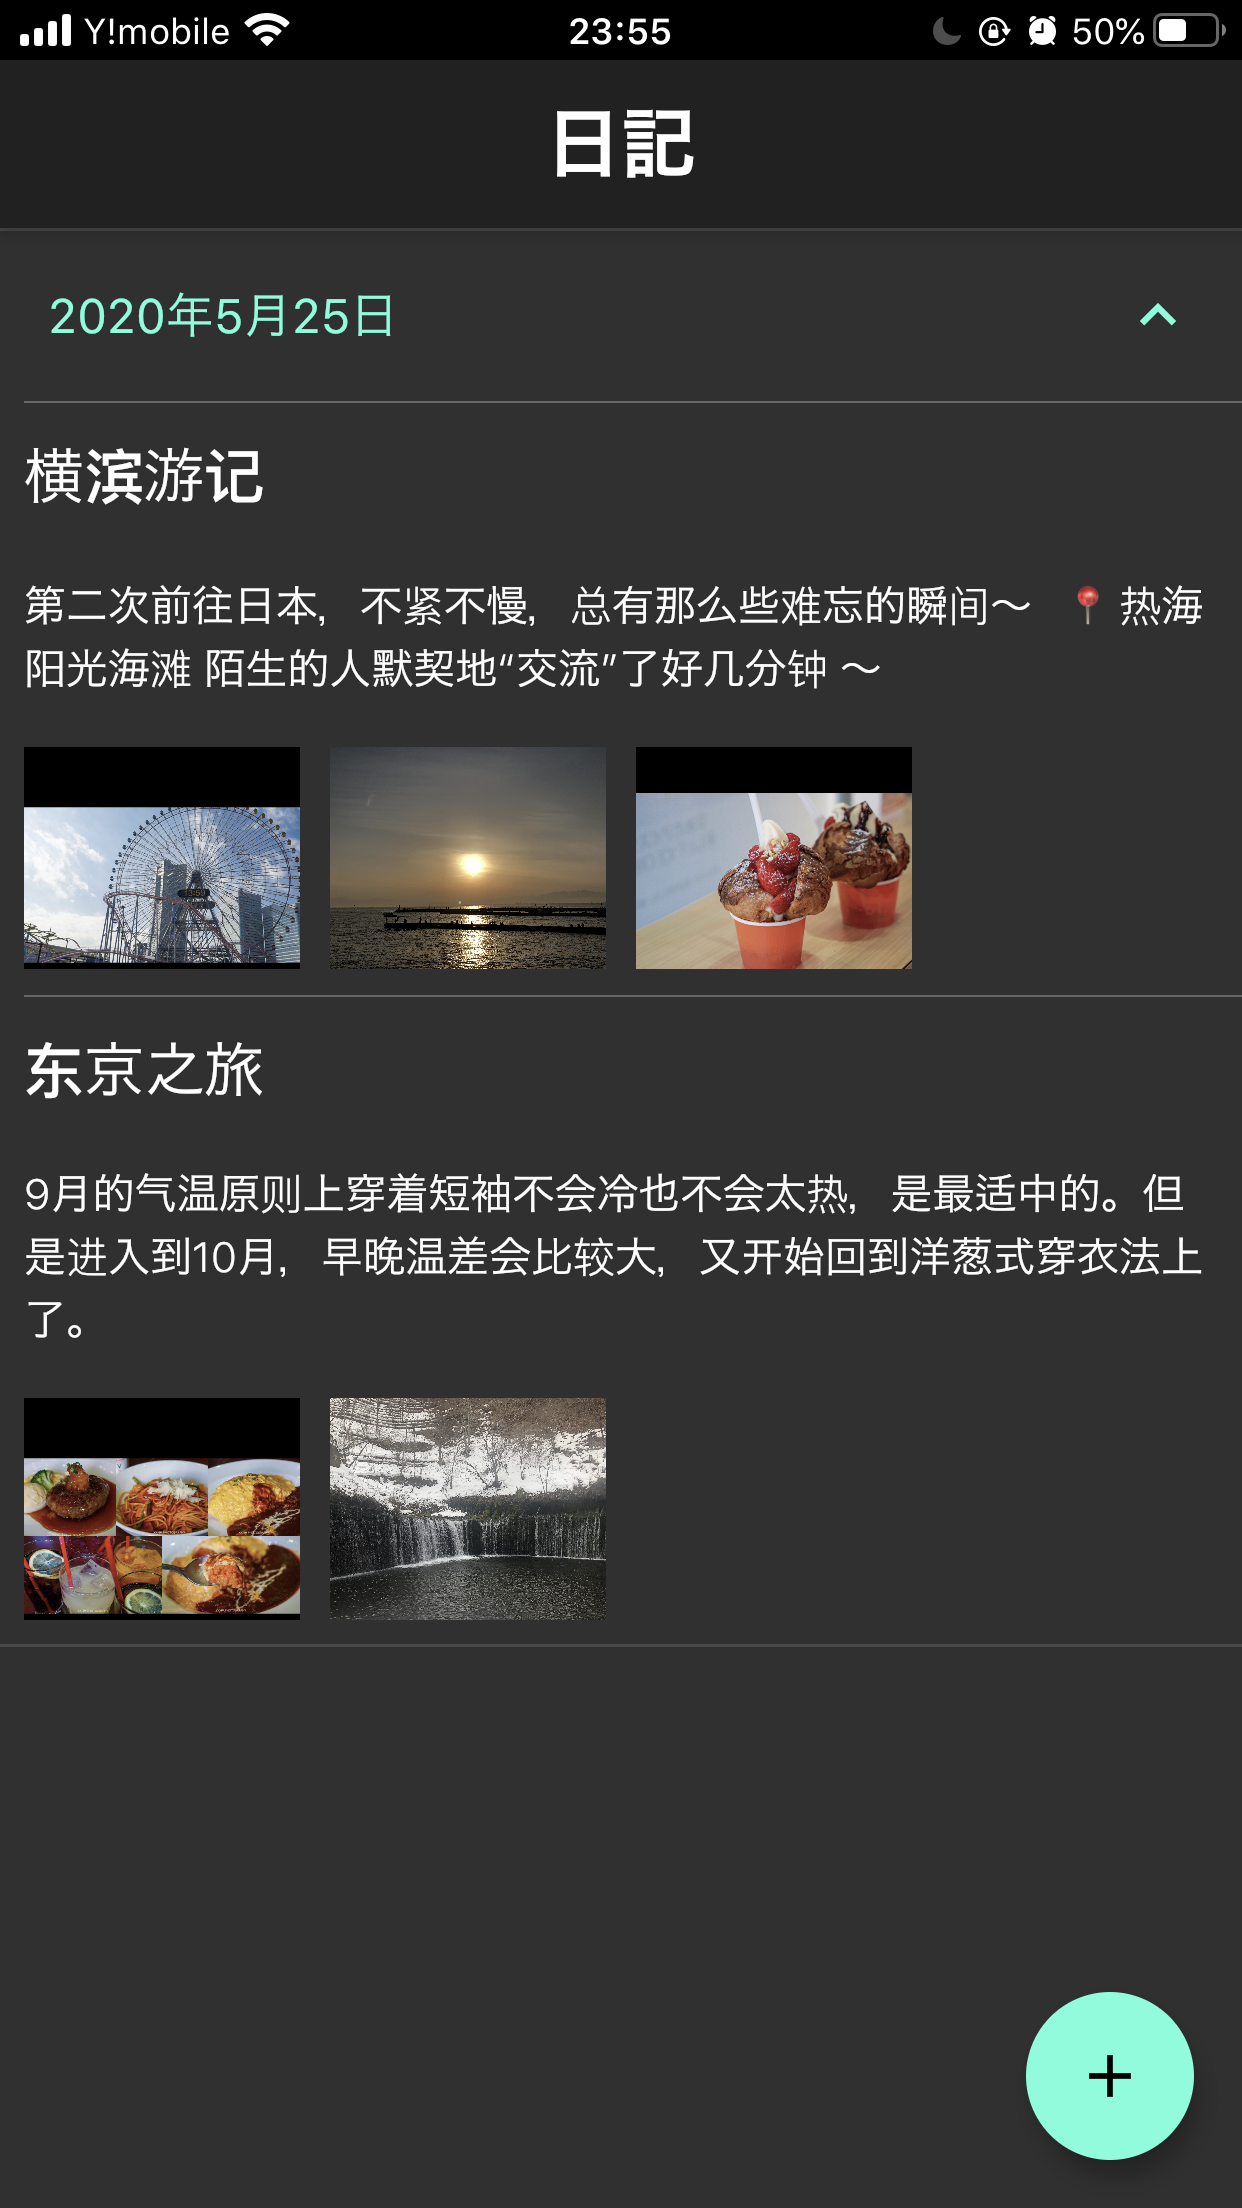 Y!mobile 23:55 50%
日記
2020年5月25日
横滨游记
第二次前往日本，不紧不慢，总有那么些难忘的瞬间～ 📍 热海
阳光海滩 陌生的人默契地“交流”了好几分钟 ～
东京之旅
9月的气温原则上穿着短袖不会冷也不会太热，是最适中的。但
是进入到10月，早晚温差会比较大，又开始回到洋葱式穿衣法上
了。